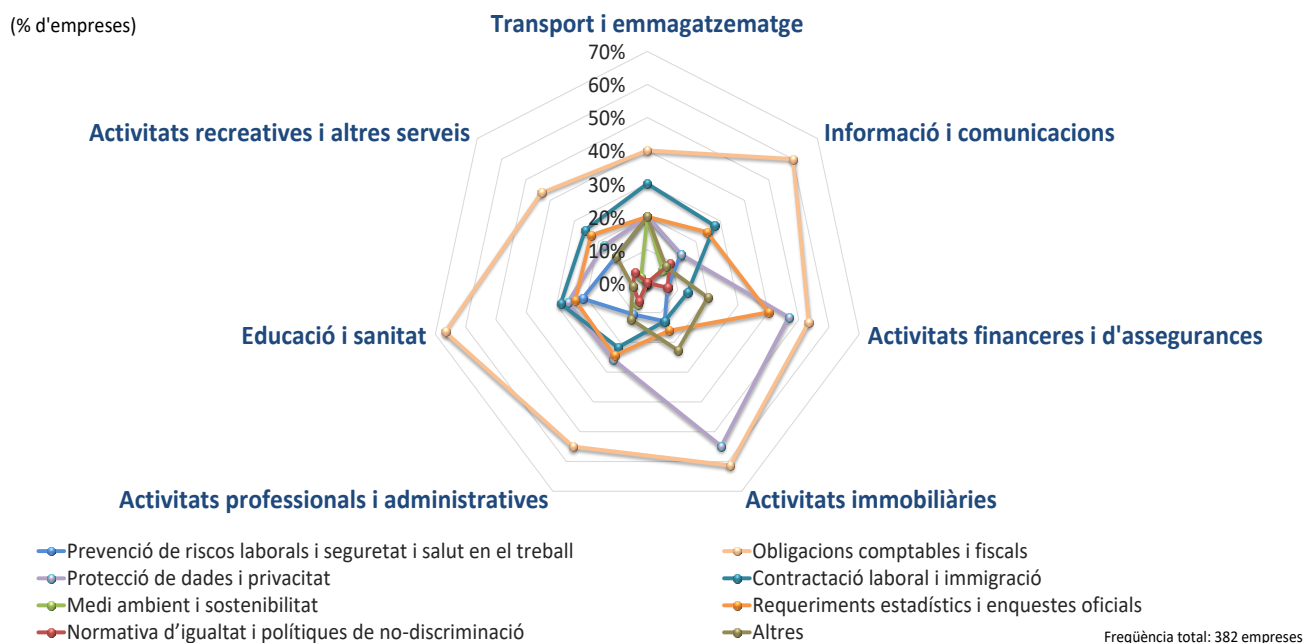 (% d'empreses)
Transport i emmagatzematge
70%
60%
50%
40%
30%
20%
10%
0%
Activitats recreatives i altres serveis
Informació i comunicacions
Educació i sanitat
Activitats financeres i d'assegurances
Activitats professionals i administratives
Activitats immobiliàries
Prevenció de riscos laborals i seguretat i salut en el treball
Obligacions comptables i fiscals
Protecció de dades i privacitat
Contractació laboral i immigració
Medi ambient i sostenibilitat
Requeriments estadístics i enquestes oficials
Normativa d’igualtat i polítiques de no-discriminació
Altres
Freqüència total: 382 empreses